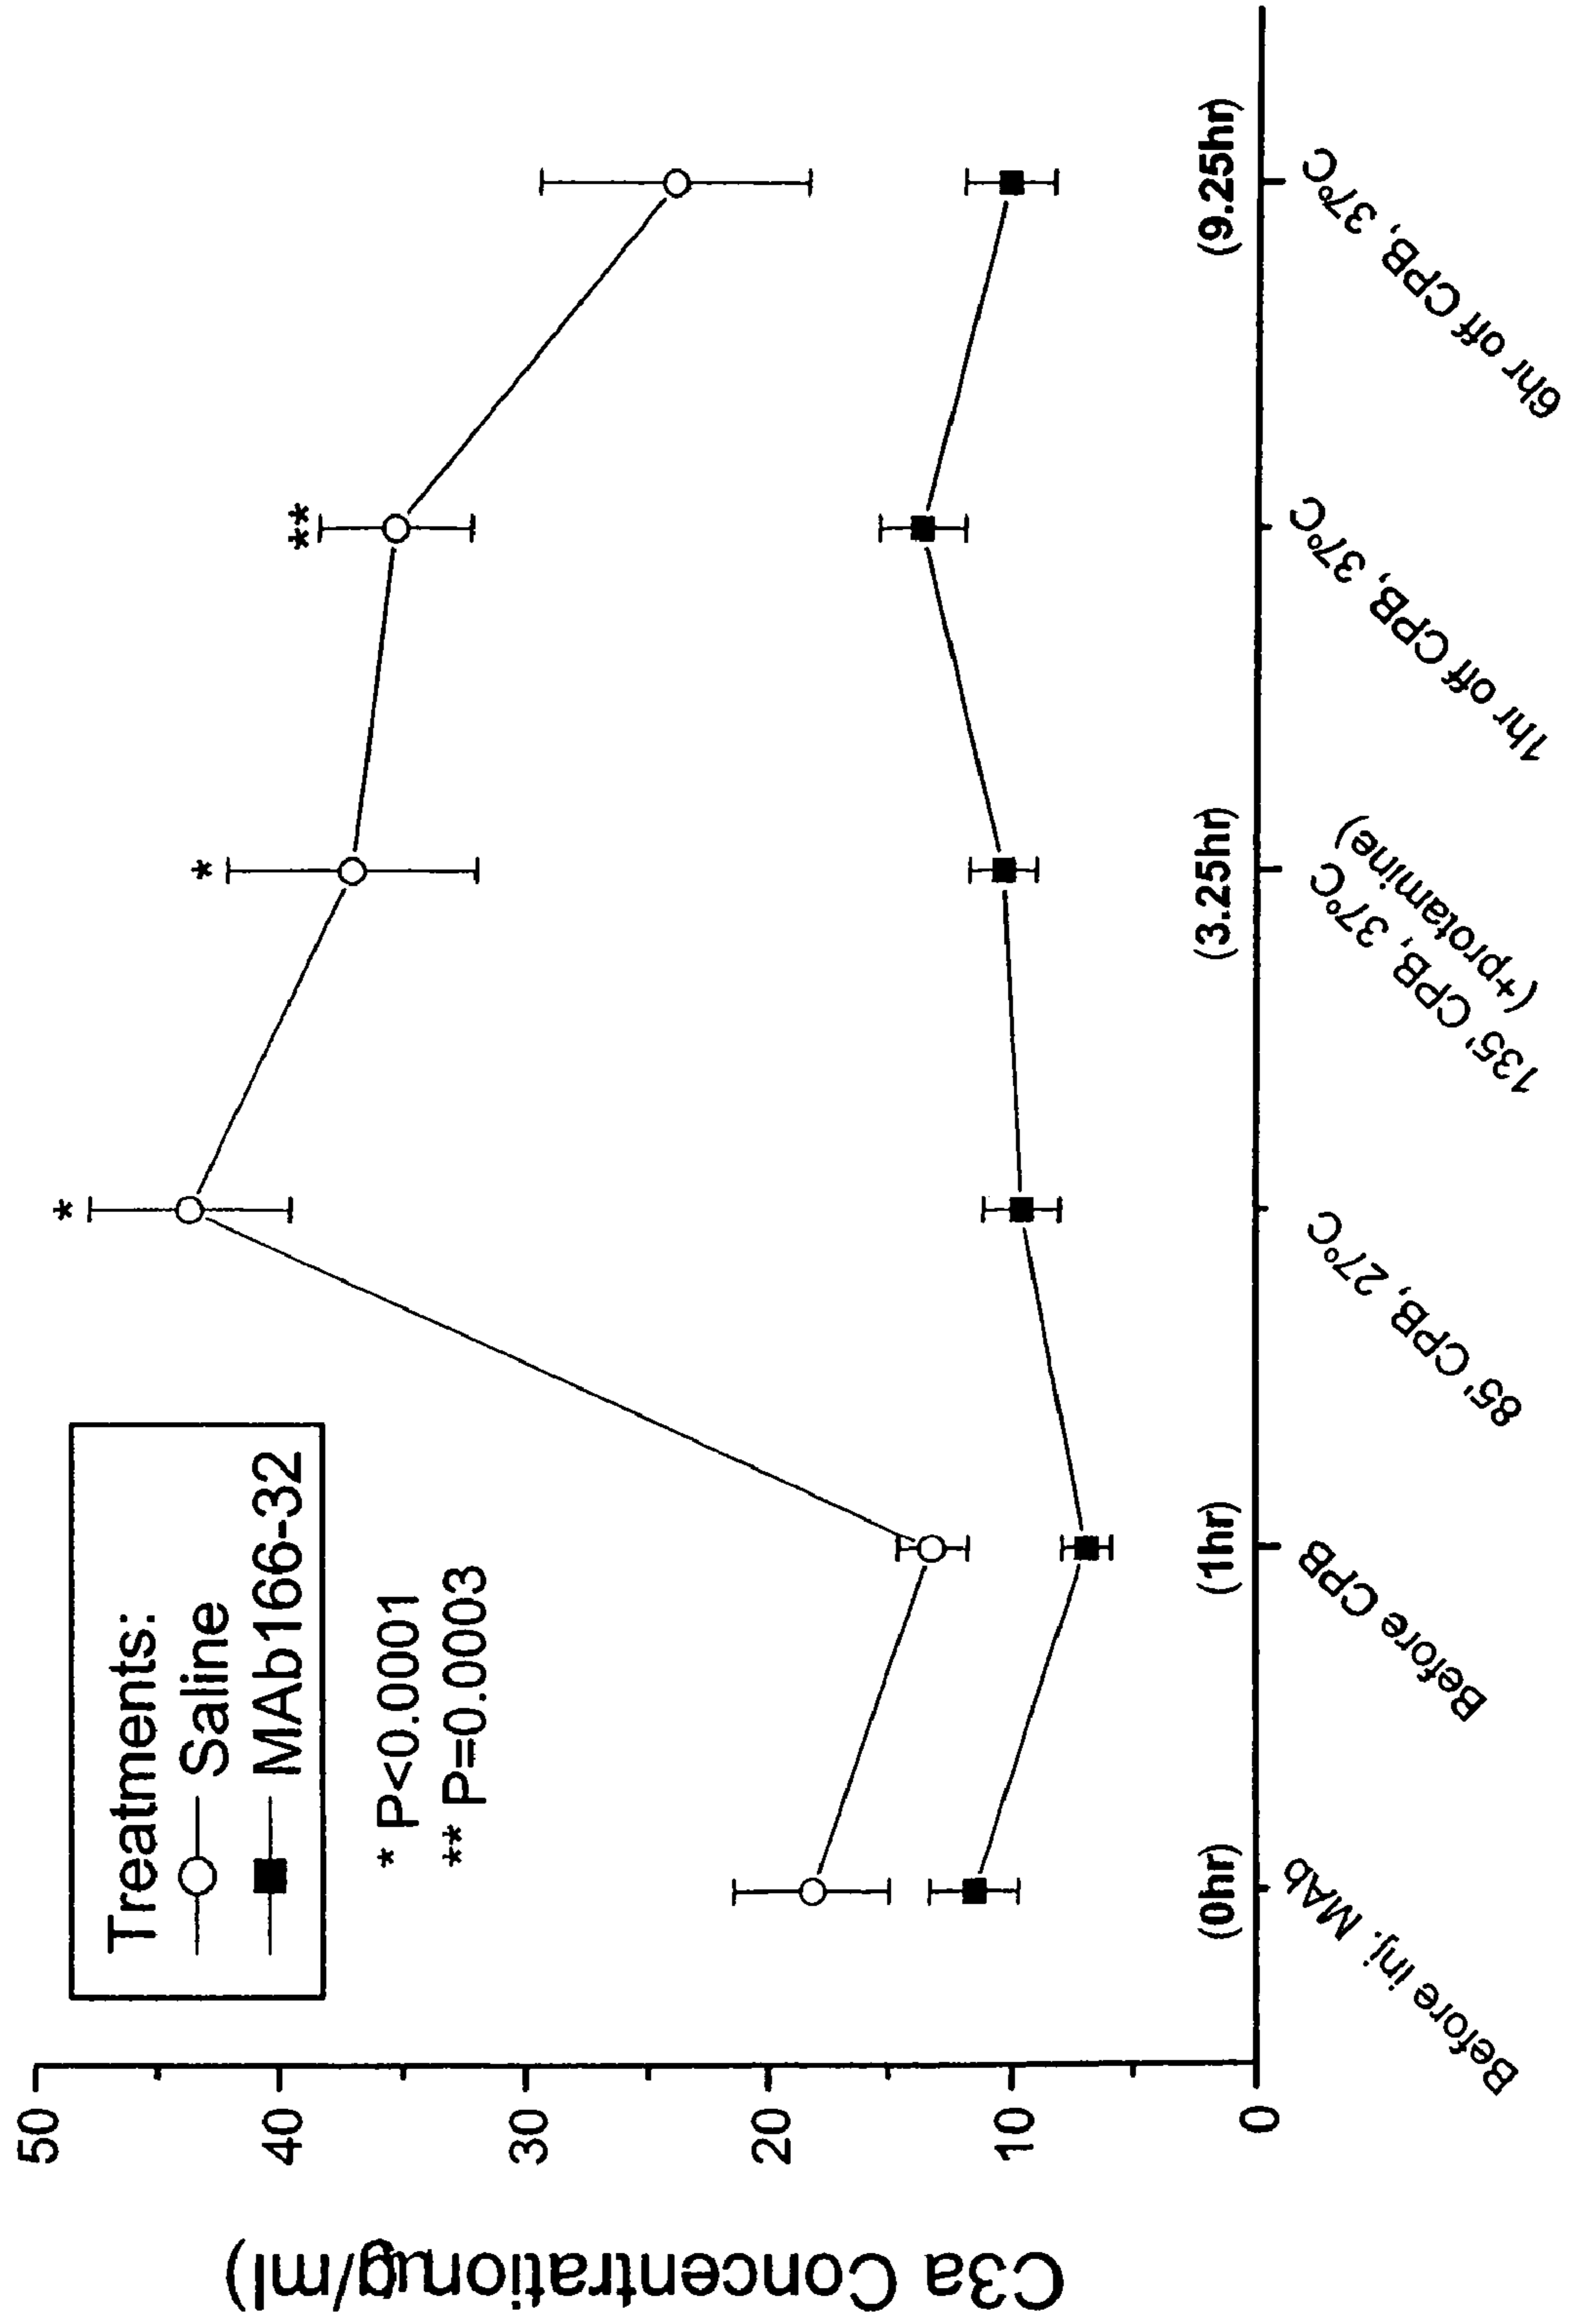 Treatments:
Saline
MAb166-32
* P<0.0001
** P=0.0003
*
*
**
50
40
30
20
10
0
C3a Concentrationμg/ml)
(0hr)
(1hr)
(3.25hr)
(9.25hr)
Before inj. MAb
Before CPB
85' CPB, 27°C
135' CPB, 37°C
(+protamine)
1hr off CPB, 37°C
6hr off CPB, 37°C